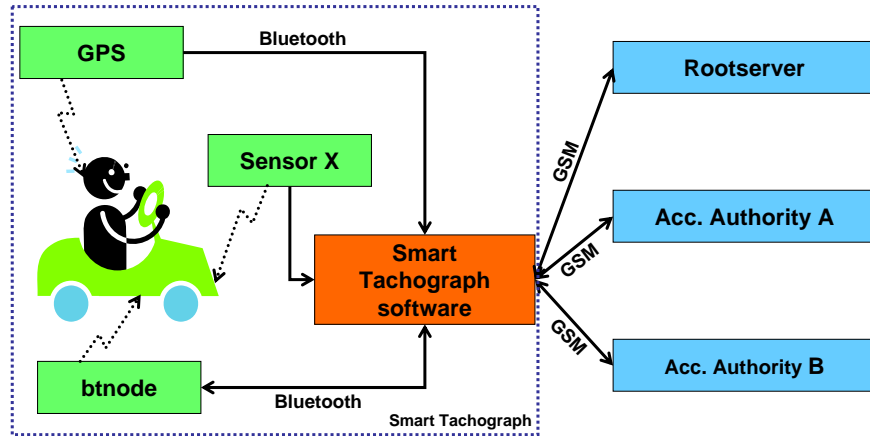 GPS
Bluetooth
Rootserver
Sensor X
GSM
Acc. Authority A
Smart
Tachograph
software
GSM
GSM
Acc. Authority B
btnode
Bluetooth
Smart Tachograph